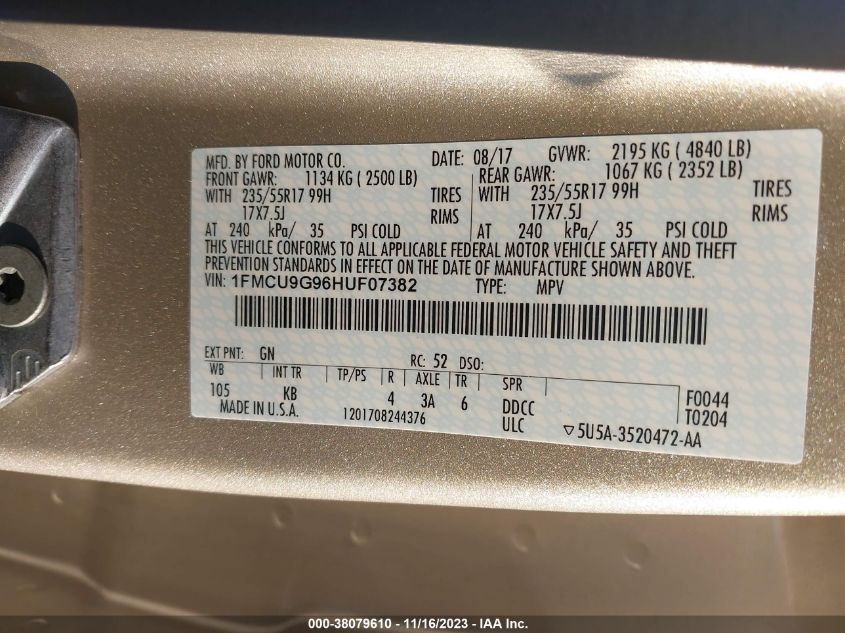 MFD. BY FORD MOTOR CO. DATE: 08/17 GVWR: 2195 KG ( 4840 LB)
FRONT GAWR: 1134 KG ( 2500 LB) REAR GAWR: 1067 KG ( 2352 LB)
WITH 235/55R17 99H TIRES WITH 235/55R17 99H TIRES
17X7.5J RIMS 17X7.5J RIMS
AT 240 kPa/ 35 PSI COLD AT 240 kPa/ 35 PSI COLD
THIS VEHICLE CONFORMS TO ALL APPLICABLE FEDERAL MOTOR VEHICLE SAFETY AND THEFT
PREVENTION STANDARDS IN EFFECT ON THE DATE OF MANUFACTURE SHOWN ABOVE.
VIN: 1FMCU9G96HUF07382 TYPE: MPV
EXT PNT: GN RC: 52 DSO:
WB INT TR TP/PS R AXLE TR SPR
105 KB 4 3A 6 DDCC F0044
MADE IN U.S.A. 1201708244376 ULC ▽5U5A-3520472-AA T0204
000-38079610 - 11/16/2023 - IAA Inc.